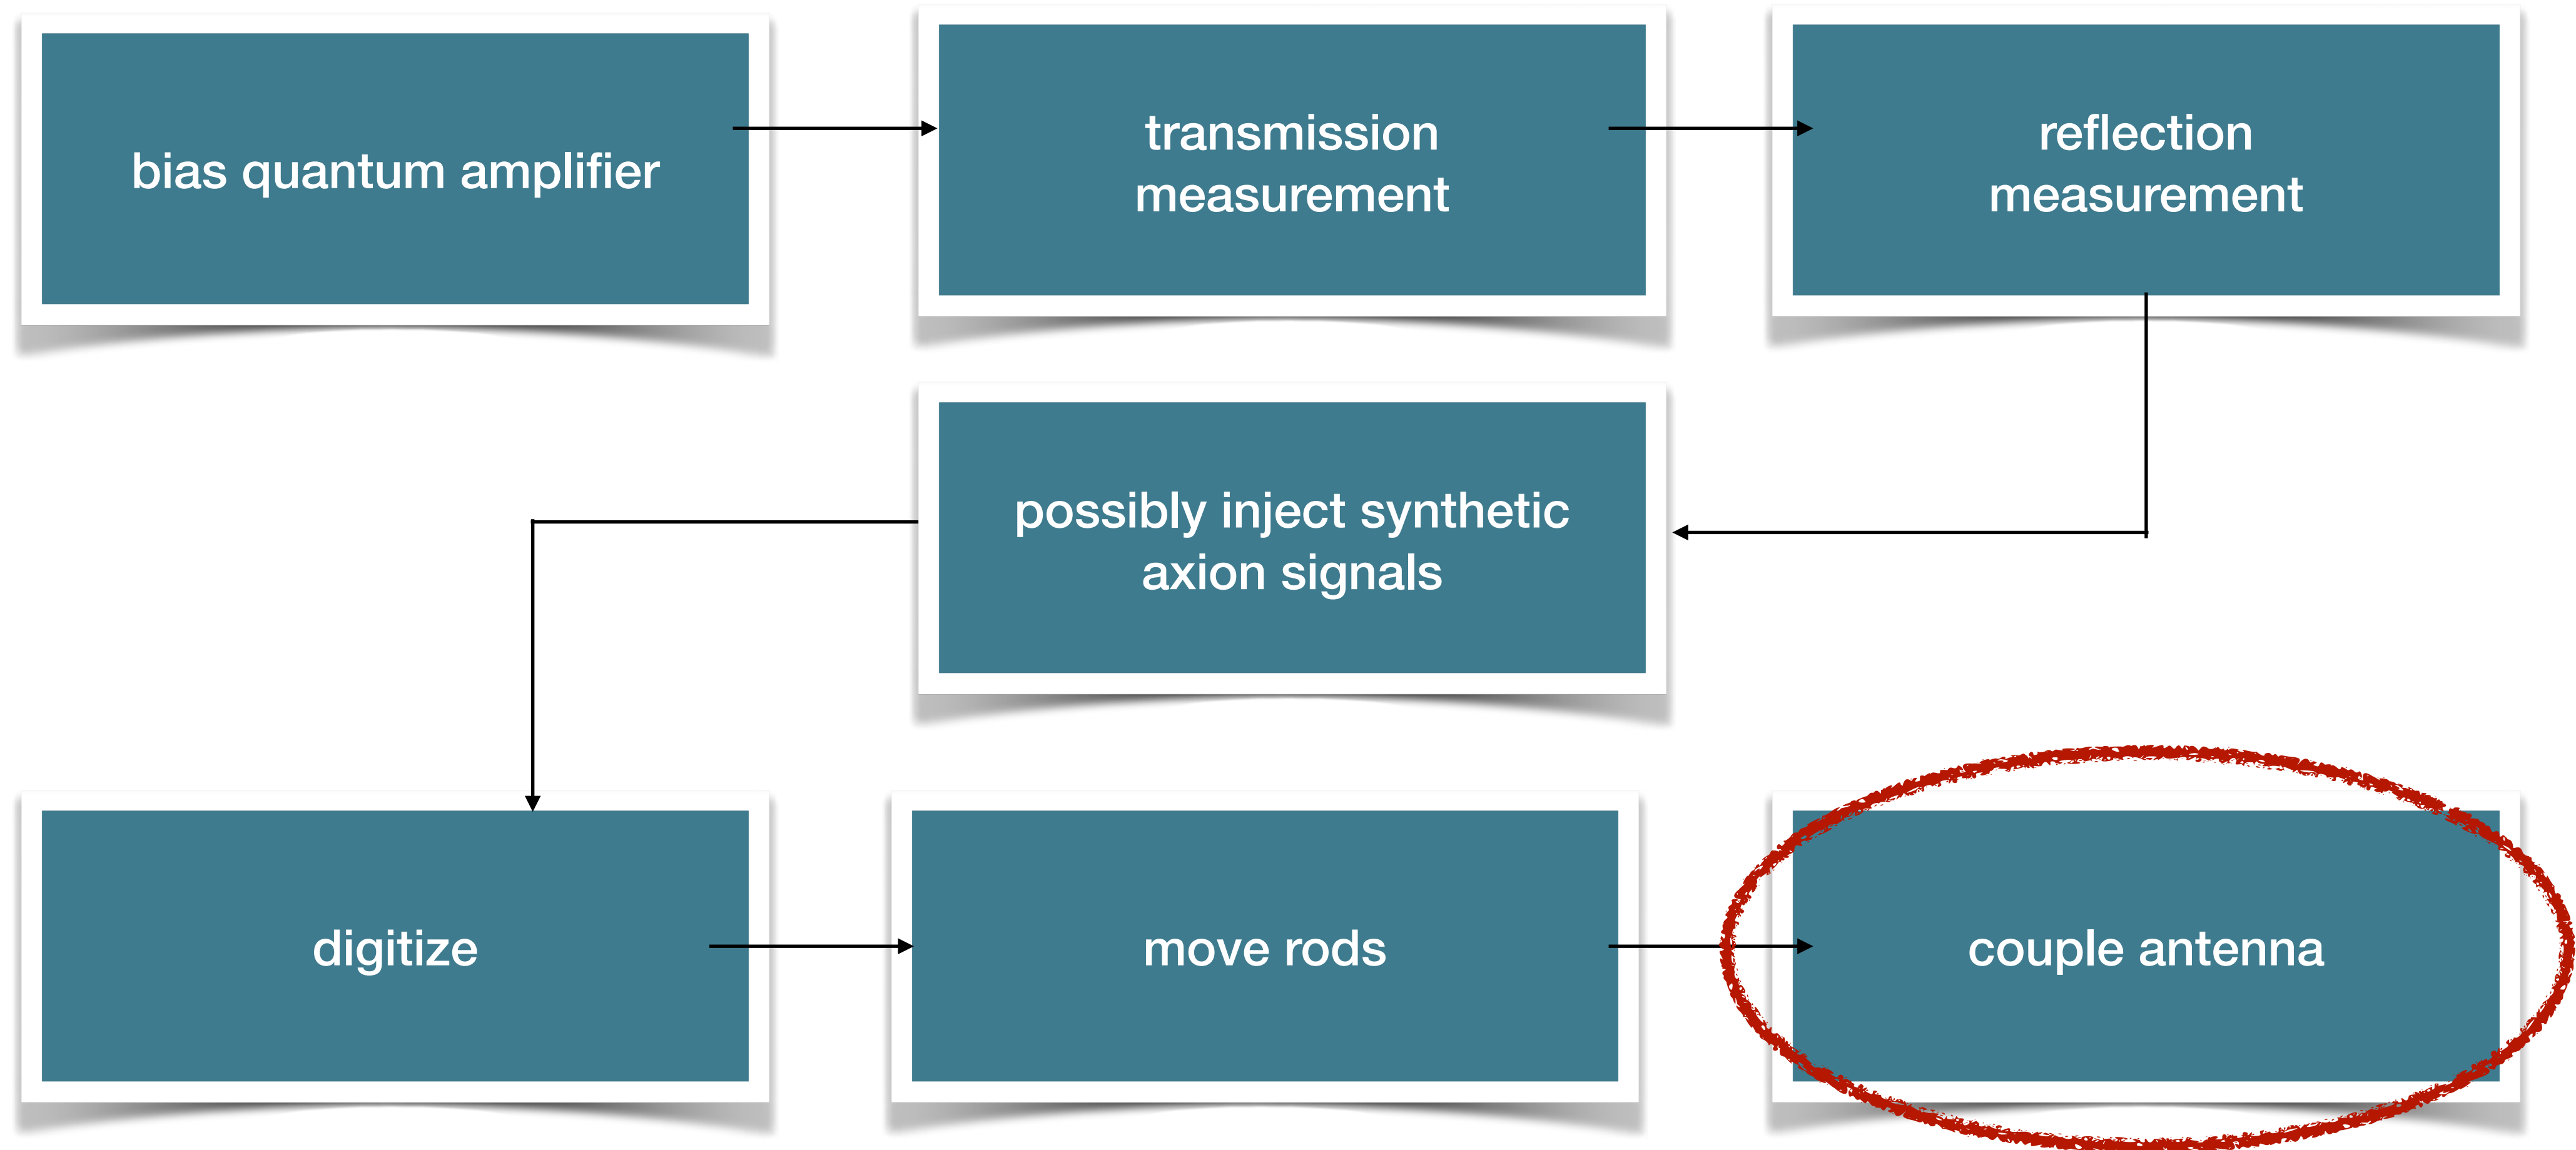 bias quantum amplifier
transmission
measurement
reflection
measurement
possibly inject synthetic
axion signals
digitize
move rods
couple antenna